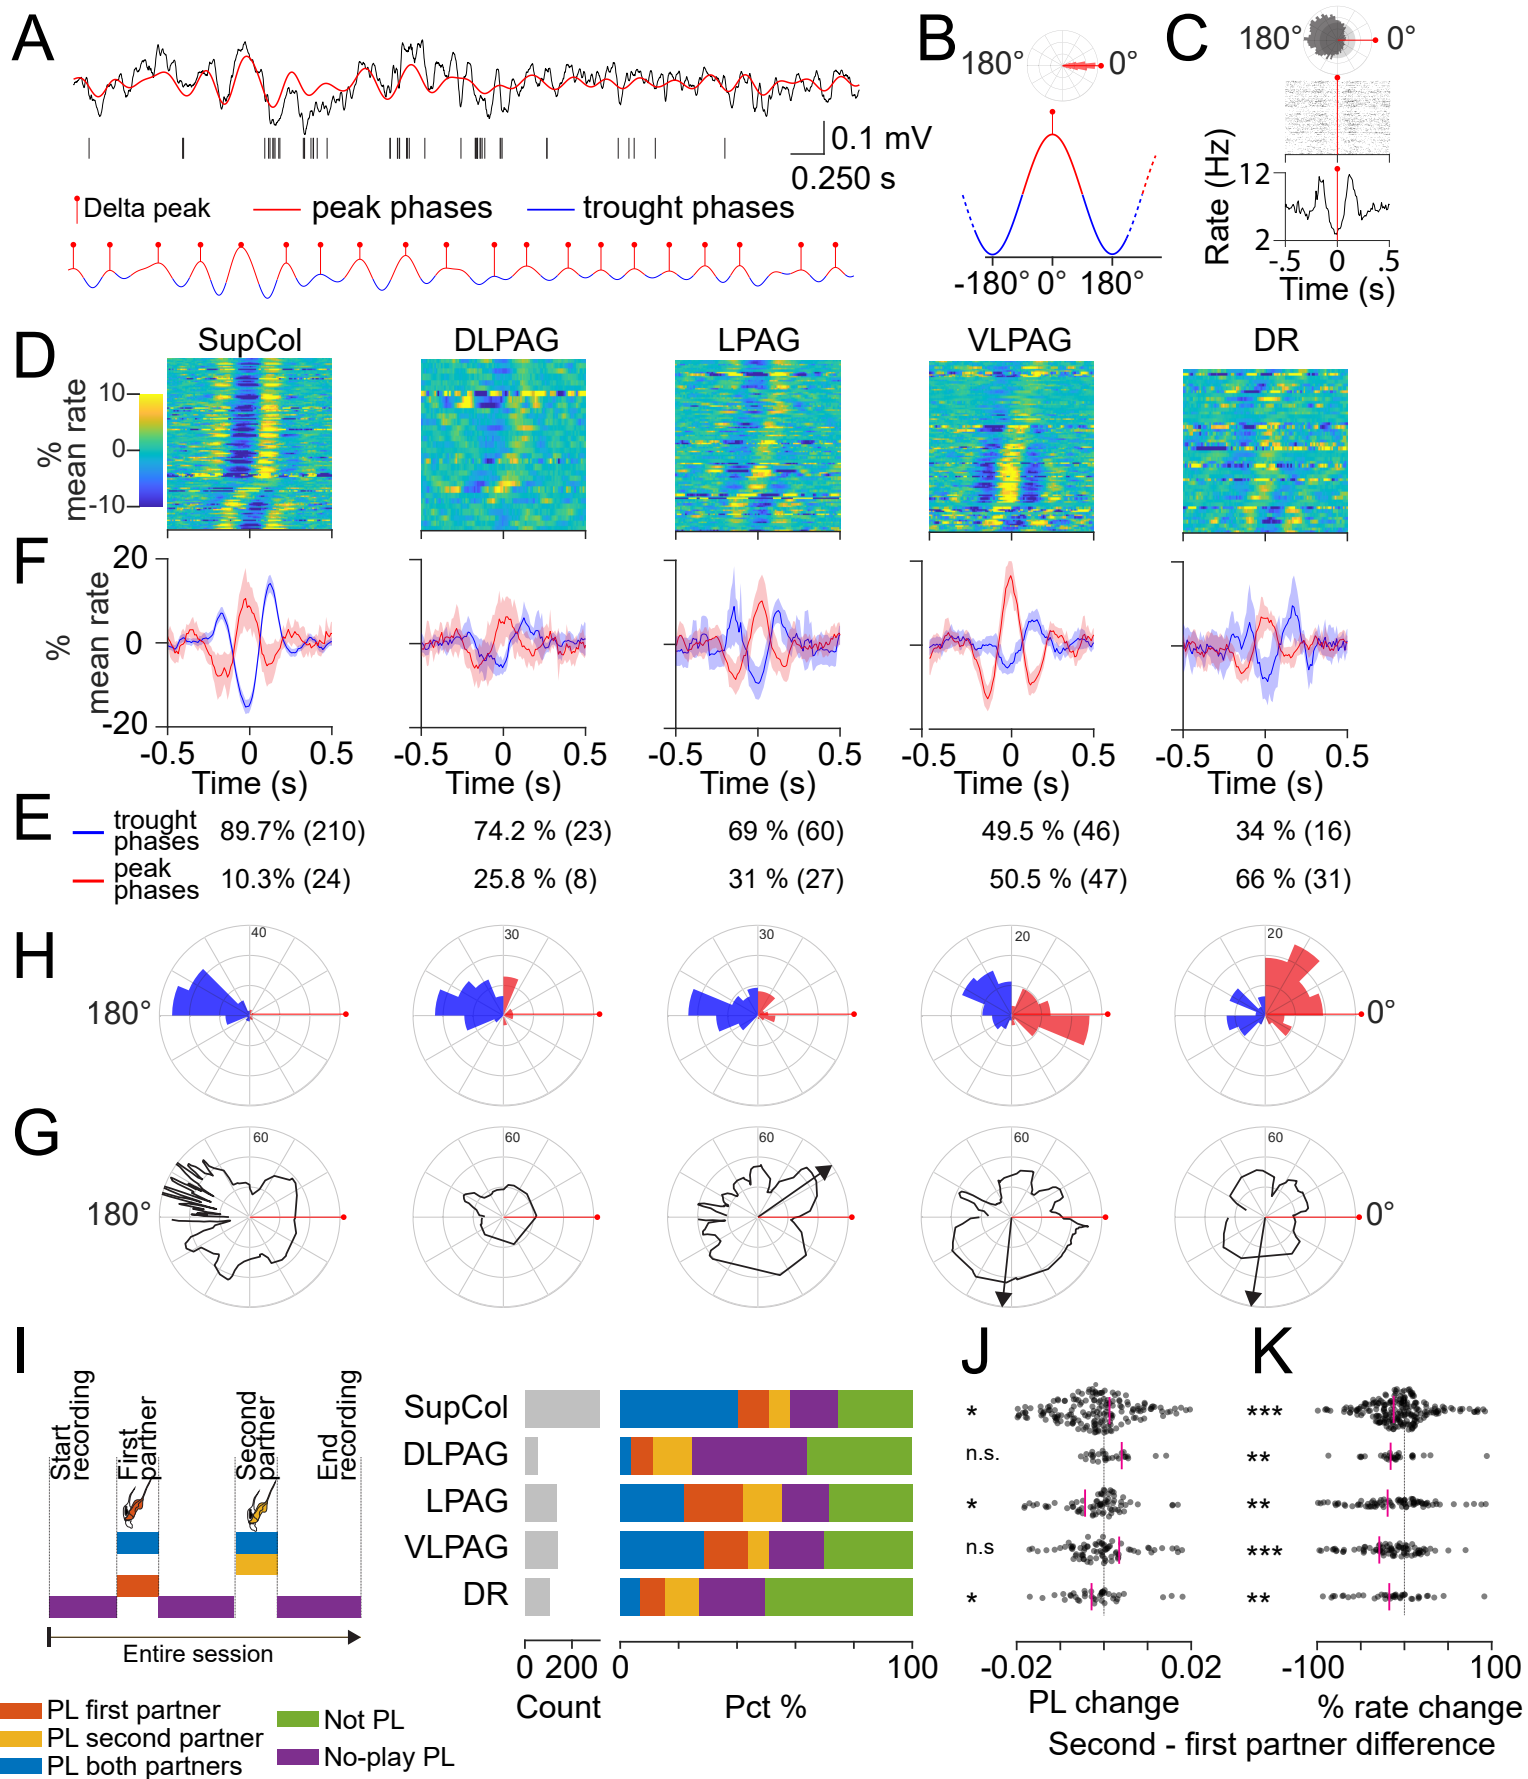 A
0.1 mV
0.250 s
Delta peak
peak phases
trought phases
B
180°
0°
-180° 0° 180°
C
180°
0°
Rate (Hz)
12
2
-.5 0 .5
Time (s)
D
SupCol
DLPAG
LPAG
VLPAG
DR
%
mean rate
10
0
-10
F
%
mean rate
20
0
-20
-0.5 0 0.5
Time (s)
-0.5 0 0.5
Time (s)
-0.5 0 0.5
Time (s)
-0.5 0 0.5
Time (s)
-0.5 0 0.5
Time (s)
E
trought
phases
89.7% (210)
74.2 % (23)
69 % (60)
49.5 % (46)
34 % (16)
peak
phases
10.3% (24)
25.8 % (8)
31 % (27)
50.5 % (47)
66 % (31)
H
180°
40
30
30
20
20
0°
G
180°
60
60
60
60
60
0°
I
Start
recording
First
partner
Second
partner
End
recording
Entire session
PL first partner
PL second partner
PL both partners
Not PL
No-play PL
SupCol
DLPAG
LPAG
VLPAG
DR
0 200
Count
0 100
Pct %
J
*
n.s.
*
n.s
*
-0.02 0.02
PL change
K
***
**
**
***
**
-100 100
% rate change
Second - first partner difference